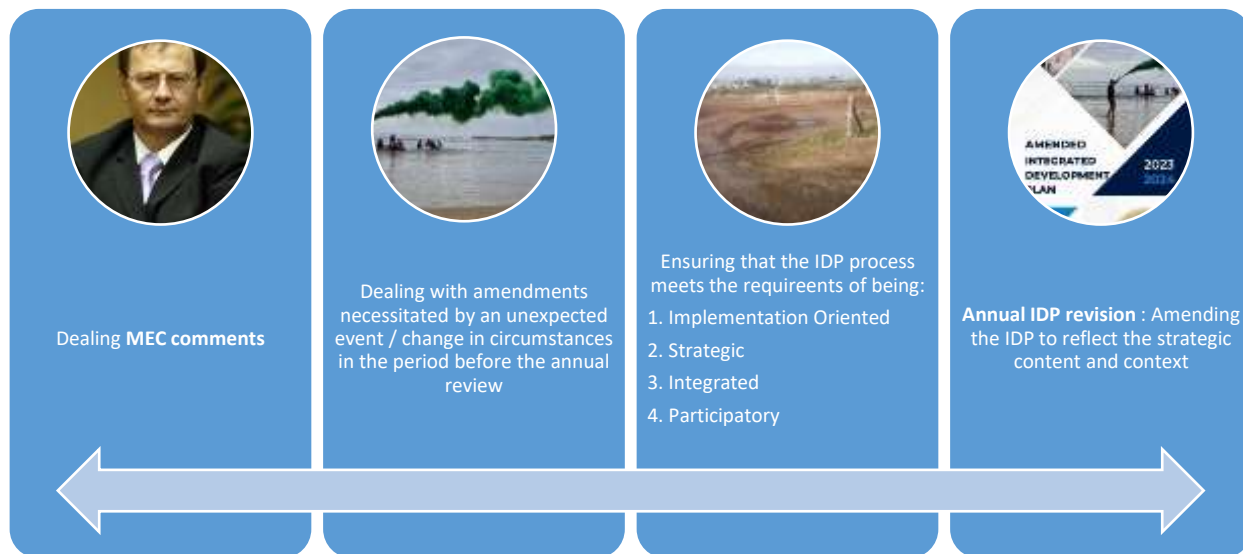 Dealing MEC comments
Dealing with amendments
necessitated by an unexpected
event / change in circumstances
in the period before the annual
review
Ensuring that the IDP process
meets the requireents of being:
1. Implementation Oriented
2. Strategic
3. Integrated
4. Participatory
AMENDED
INTEGRATED
DEVELOPMENT
PLAN
2023
2024
Annual IDP revision : Amending
the IDP to reflect the strategic
content and context